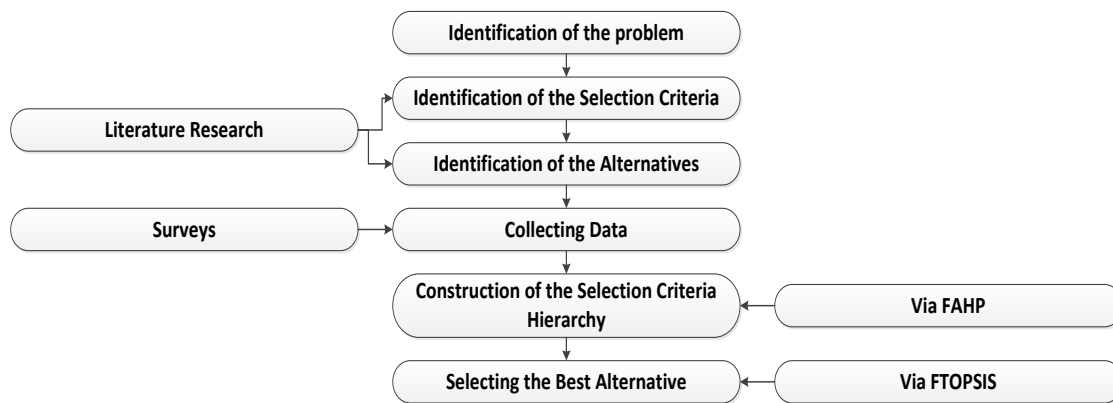 Identification of the problem
Identification of the Selection Criteria
Literature Research
Identification of the Alternatives
Surveys
Collecting Data
Construction of the Selection Criteria
Hierarchy
Via FAHP
Selecting the Best Alternative
Via FTOPSIS